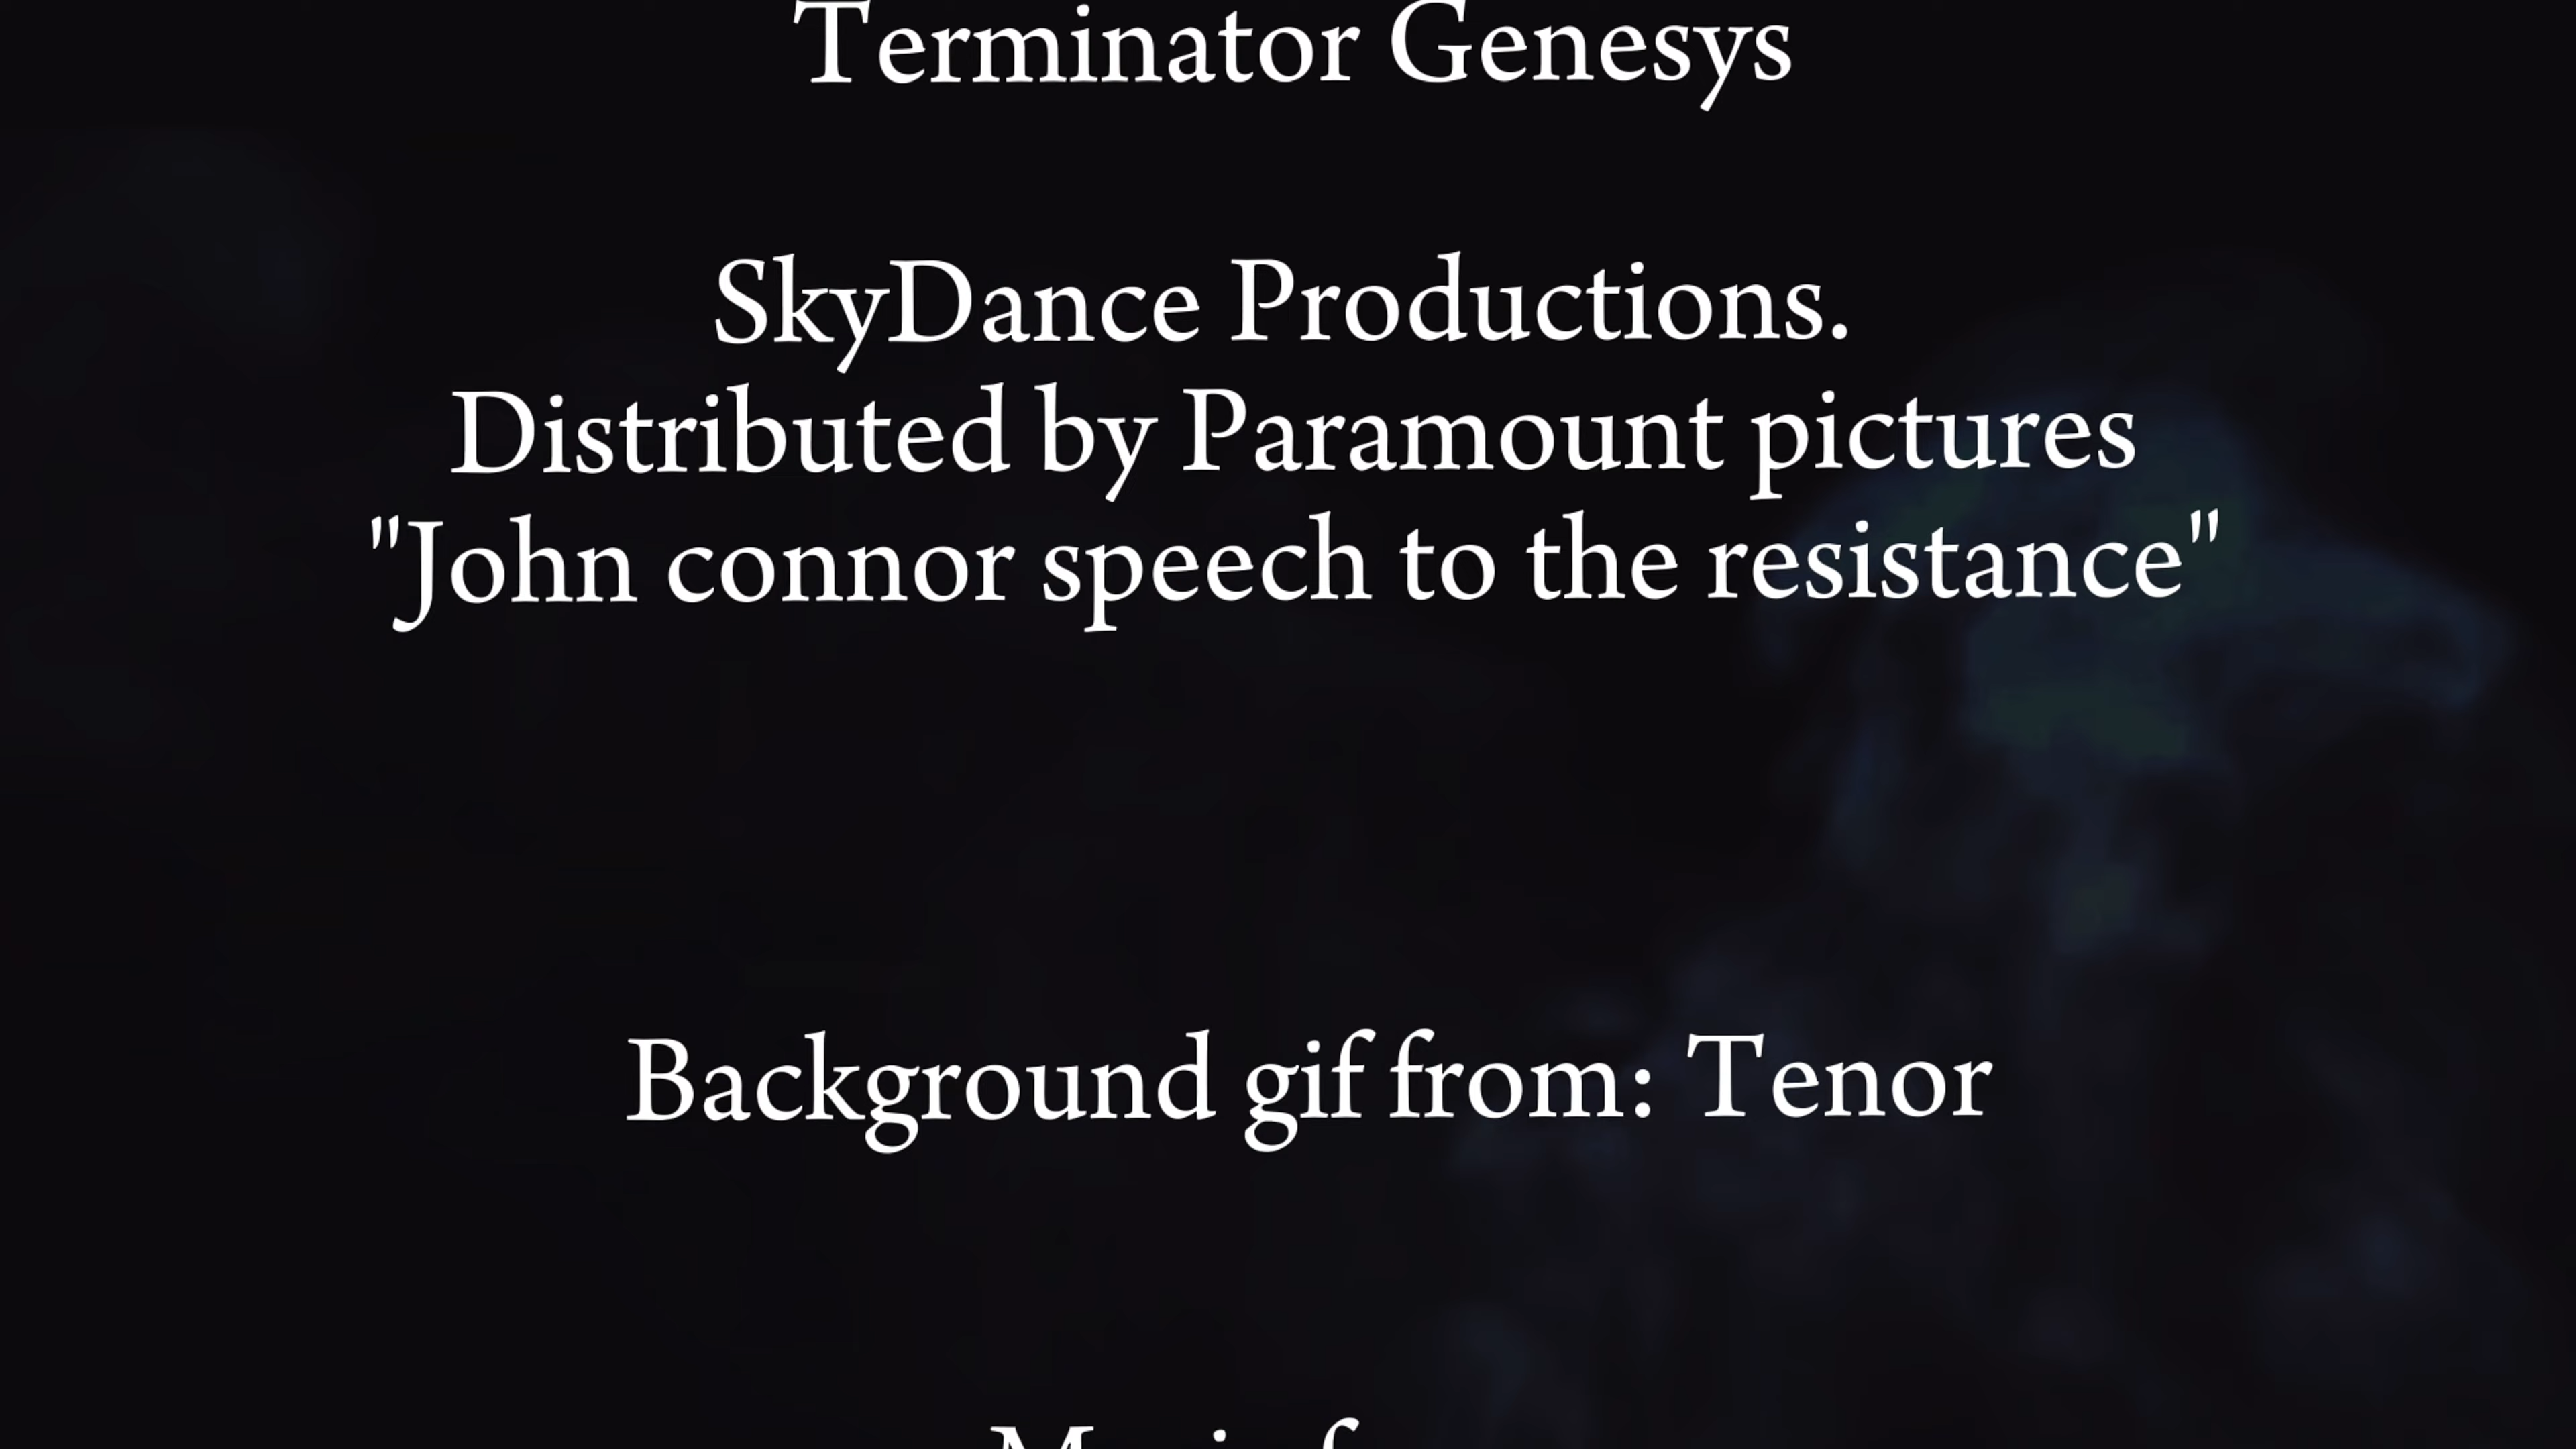 Terminator Genesys
SkyDance Productions.
Distributed by Paramount pictures
"John connor speech to the resistance"
Background gif from: Tenor